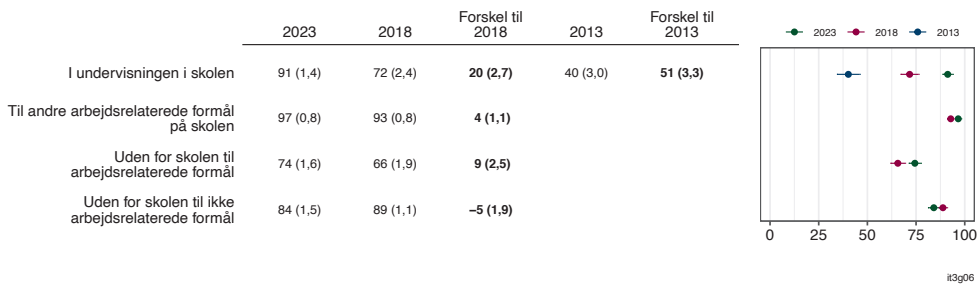 Forskel til Forskel til
2023 2018 2018 2013 2013
2023 2018 2013
I undervisningen i skolen 91 (1,4) 72 (2,4) 20 (2,7) 40 (3,0) 51 (3,3)
Til andre arbejdsrelaterede formål
på skolen 97 (0,8) 93 (0,8) 4 (1,1)
Uden for skolen til
arbejdsrelaterede formål 74 (1,6) 66 (1,9) 9 (2,5)
Uden for skolen til ikke
arbejdsrelaterede formål 84 (1,5) 89 (1,1) −5 (1,9)
0 25 50 75 100
it3g06